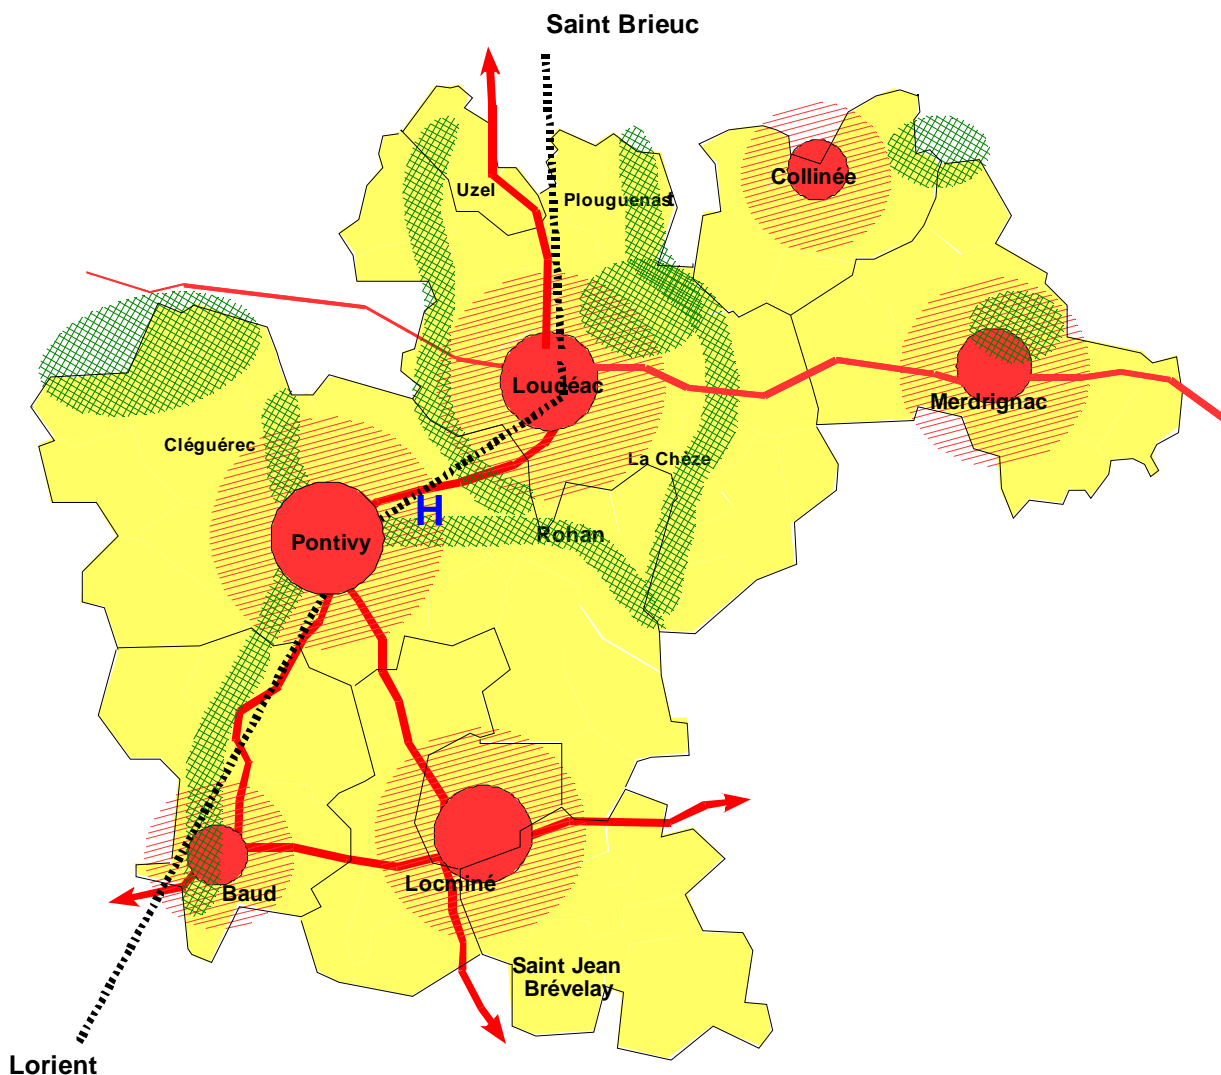 Saint Brieuc
Collinée
Uzel
Plouguenast
Loudéac
Merdrignac
Cléguérec
La Chèze
H
Rohan
Pontivy
Locminé
Baud
Saint Jean
Brévelay
Lorient